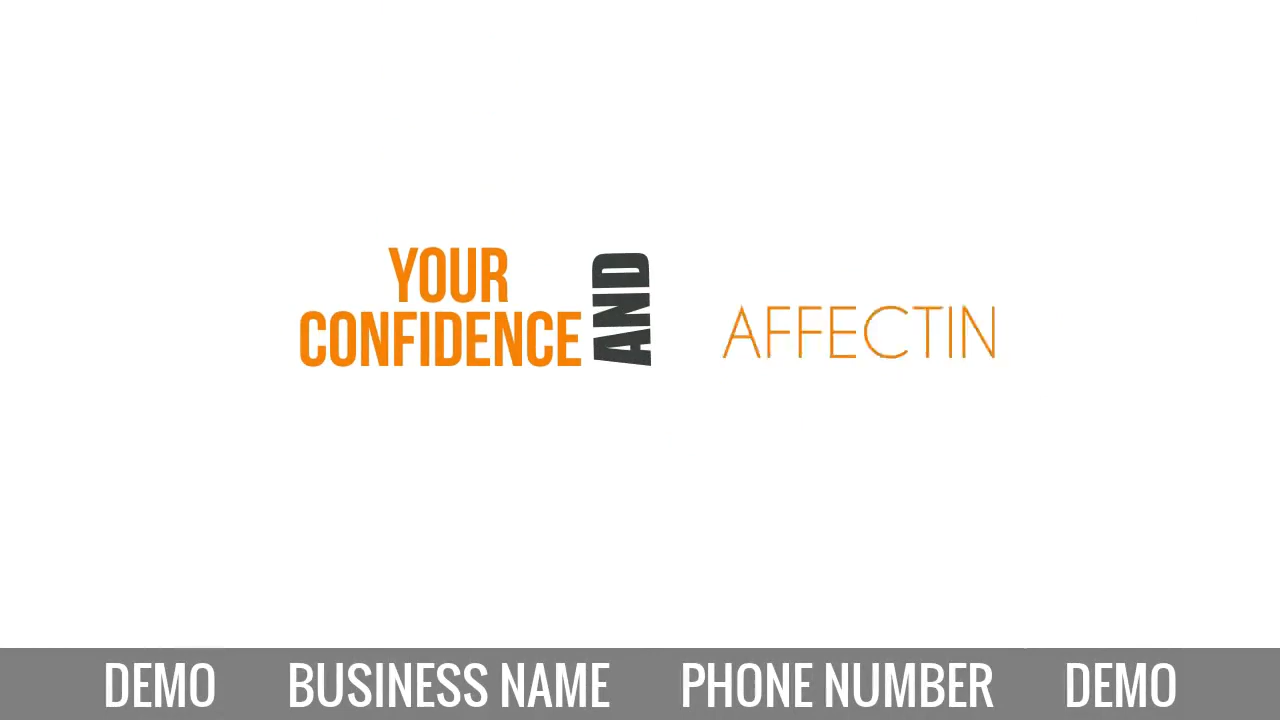 YOUR
CONFIDENCE
AND
AFFECTIN
DEMO BUSINESS NAME PHONE NUMBER DEMO